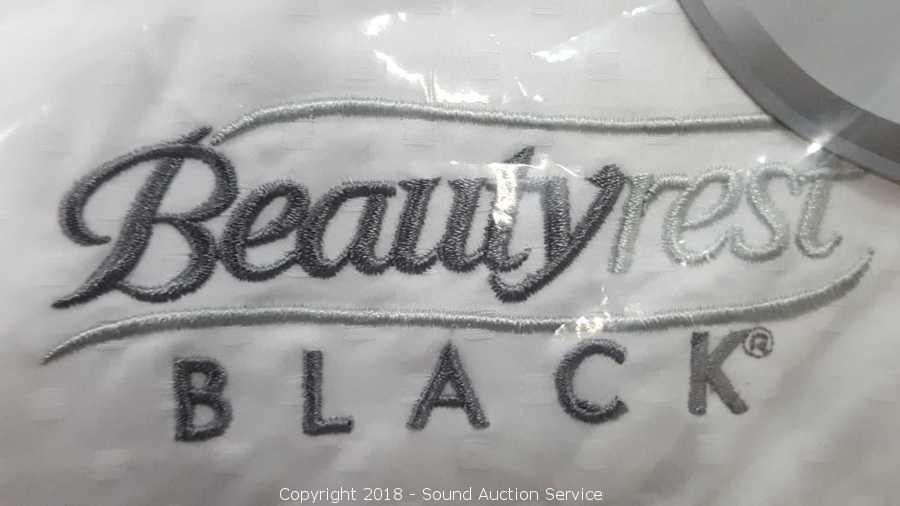 Beautyrest
BLACK®
Copyright 2018 - Sound Auction Service